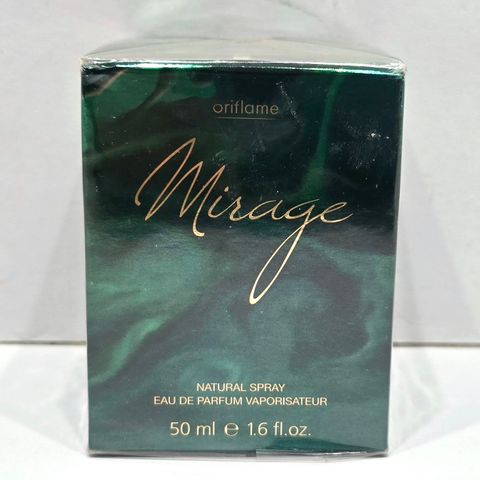 oriflame
Mirage
NATURAL SPRAY
EAU DE PARFUM VAPORISATEUR
50 ml ℮ 1.6 fl.oz.